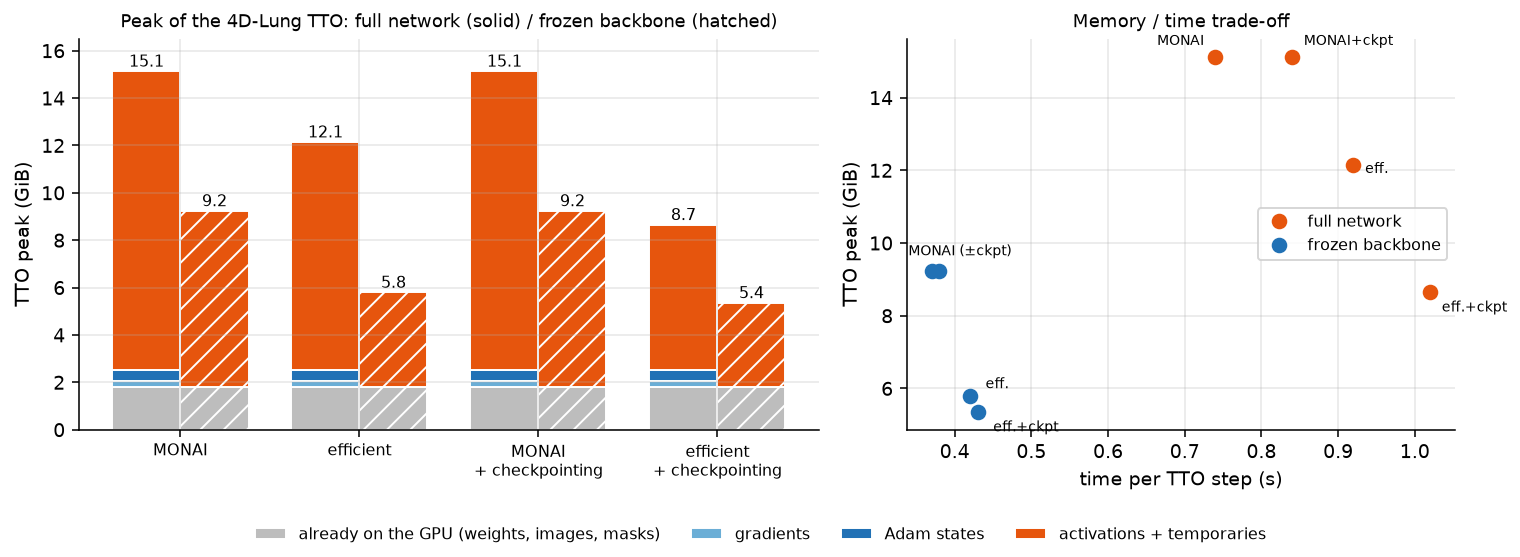 Peak of the 4D-Lung TTO: full network (solid) / frozen backbone (hatched)
TTO peak (GiB)
16
14
12
10
8
6
4
2
0
15.1
9.2
12.1
5.8
15.1
9.2
8.7
5.4
MONAI
efficient
MONAI
+ checkpointing
efficient
+ checkpointing
Memory / time trade-off
TTO peak (GiB)
14
12
10
8
6
MONAI
MONAI+ckpt
eff.
full network
frozen backbone
MONAI (±ckpt)
eff.+ckpt
eff.
eff.+ckpt
0.4
0.5
0.6
0.7
0.8
0.9
1.0
time per TTO step (s)
already on the GPU (weights, images, masks)
gradients
Adam states
activations + temporaries